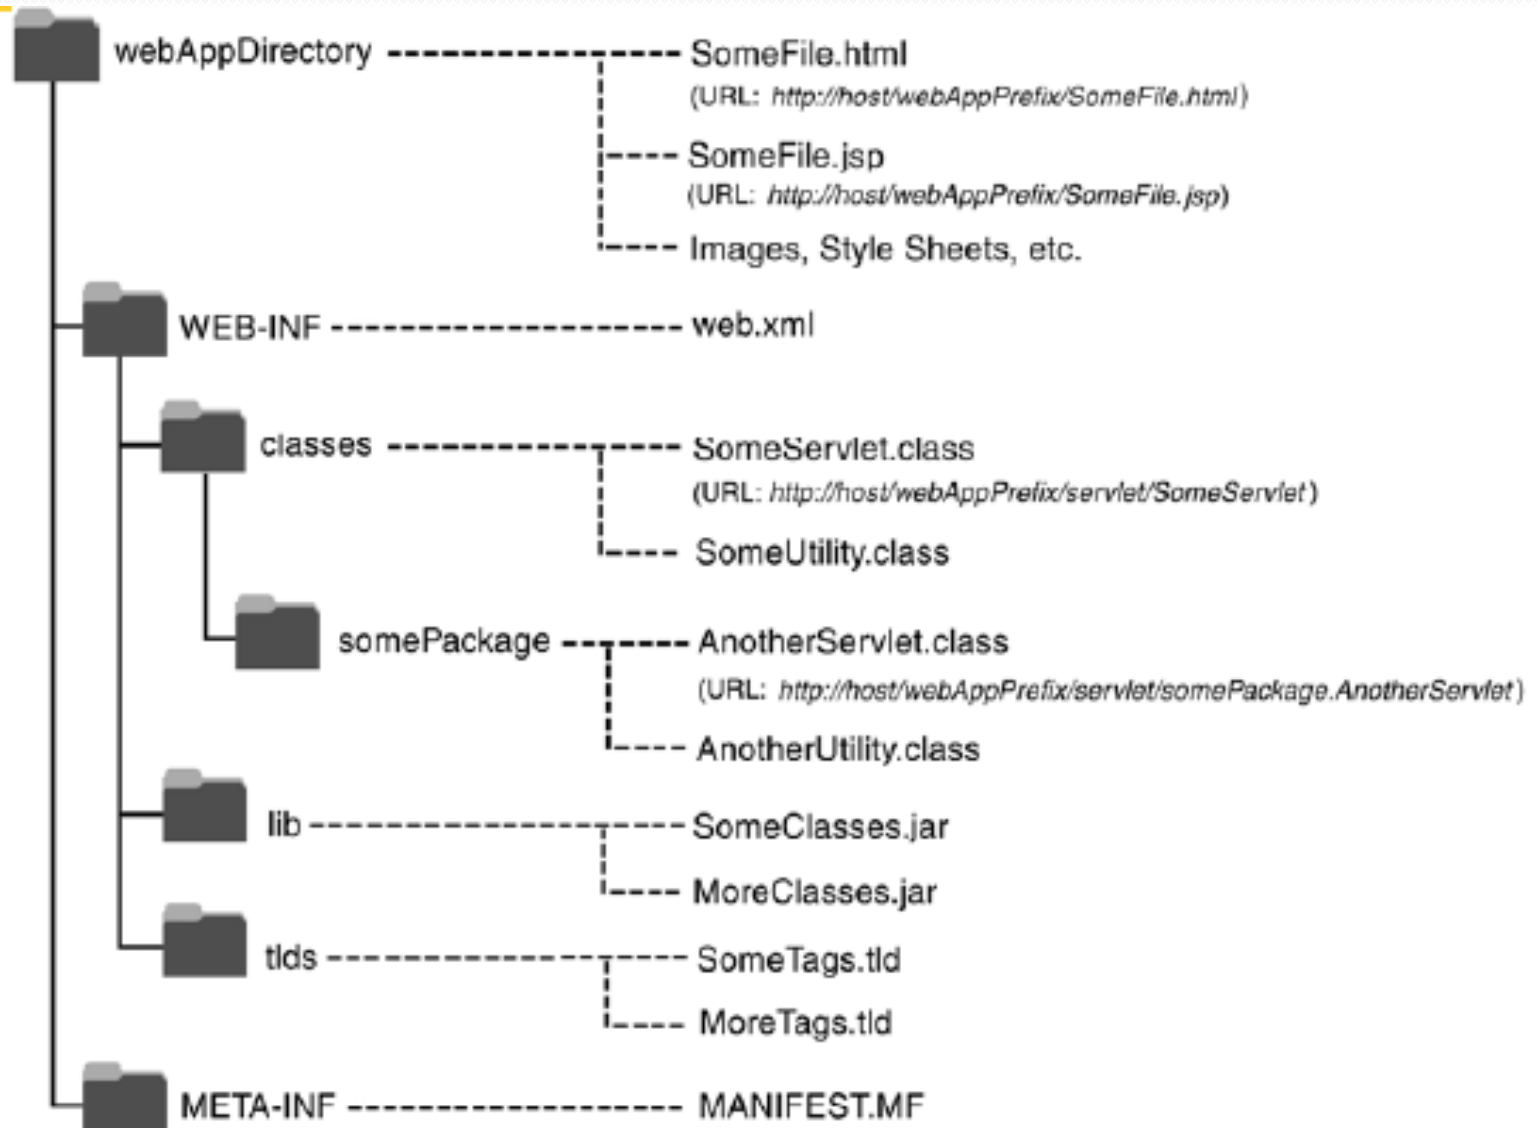 webAppDirectory SomeFile.html
(URL: http://host/webAppPrefix/SomeFile.html)
SomeFile.jsp
(URL: http://host/webAppPrefix/SomeFile.jsp)
Images, Style Sheets, etc.
WEB-INF web.xml
classes SomeServlet.class
(URL: http://host/webAppPrefix/servlet/SomeServlet)
SomeUtility.class
somePackage AnotherServlet.class
(URL: http://host/webAppPrefix/servlet/somePackage.AnotherServlet)
AnotherUtility.class
lib SomeClasses.jar
MoreClasses.jar
tlds SomeTags.tld
MoreTags.tld
META-INF MANIFEST.MF